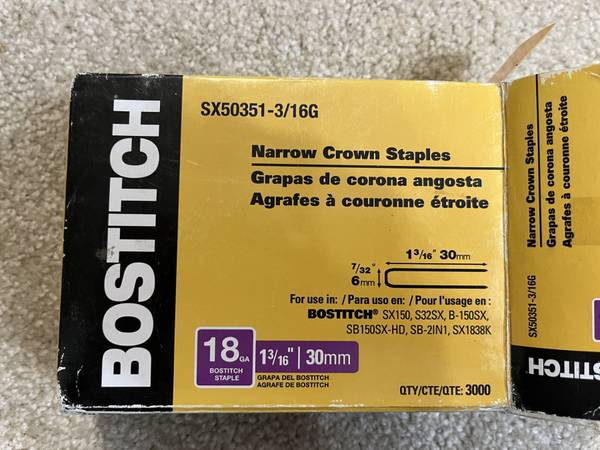 BOSTITCH
SX50351-3/16G
Narrow Crown Staples
Grapas de corona angosta
Agrafes à couronne étroite
1 3/16" 30mm
7/32"
6mm
For use in: / Para uso en: / Pour l'usage en :
BOSTITCH® SX150, S32SX, B-150SX,
SB150SX-HD, SB-2IN1, SX1838K
18GA
BOSTITCH
STAPLE
1 3/16" | 30mm
GRAPA DEL BOSTITCH
AGRAFE DE BOSTITCH
QTY/CTE/QTE: 3000
SX50351-3/16G
Narrow Crown Staples
Grapas de corona angosta
Agrafes à couronne étroite